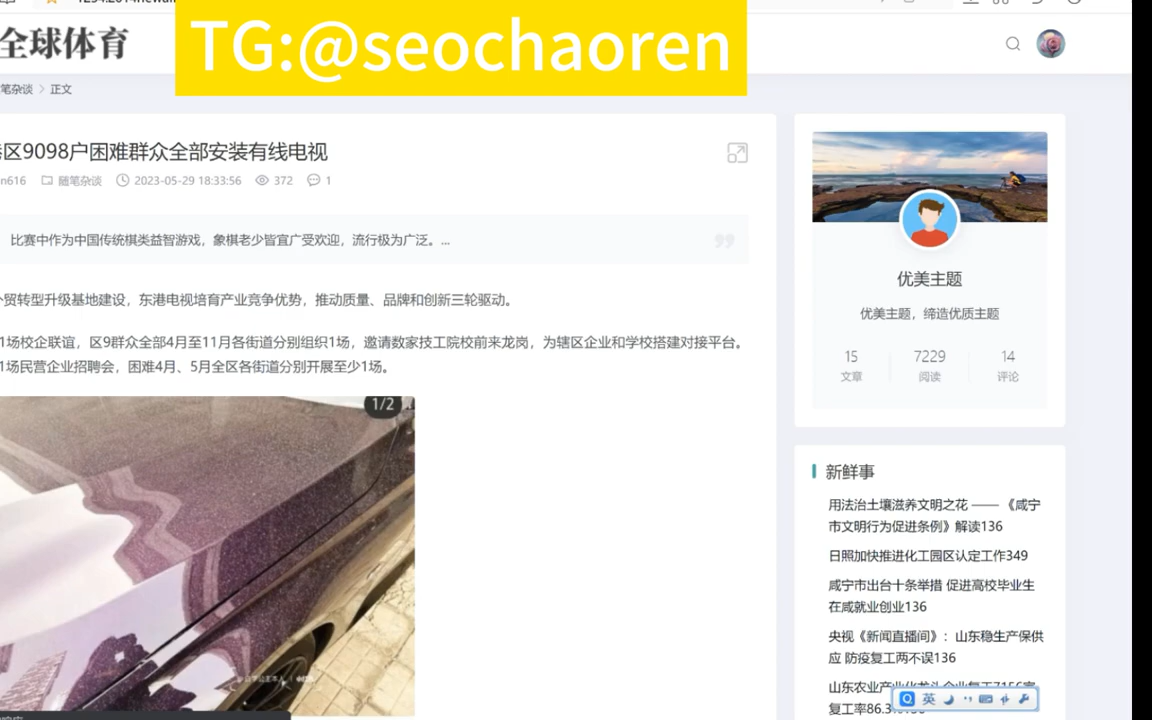 TG:@seochaoren
全球体育
笔杂谈 > 正文
区9098户困难群众全部安装有线电视
n616 随笔杂谈 2023-05-29 18:33:56 372 1
比赛中作为中国传统棋类益智游戏，象棋老少皆宜广受欢迎，流行极为广泛。...
贸转型升级基地建设，东港电视培育产业竞争优势，推动质量、品牌和创新三轮驱动。
1场校企联谊，区9群众全部4月至11月各街道分别组织1场，邀请数家技工院校前来龙岗，为辖区企业和学校搭建对接平台。
1场民营企业招聘会，困难4月、5月全区各街道分别开展至少1场。
1/2
优美主题
优美主题，缔造优质主题
15 7229 14
文章 阅读 评论
新鲜事
用法治土壤滋养文明之花 —— 《咸宁
市文明行为促进条例》解读136
日照加快推进化工园区认定工作349
咸宁市出台十条举措 促进高校毕业生
在咸就业创业136
央视《新闻直播间》：山东稳生产保供
应 防疫复工两不误136
山东农业产业化龙头企业复工7156家
复工率86.3%
英